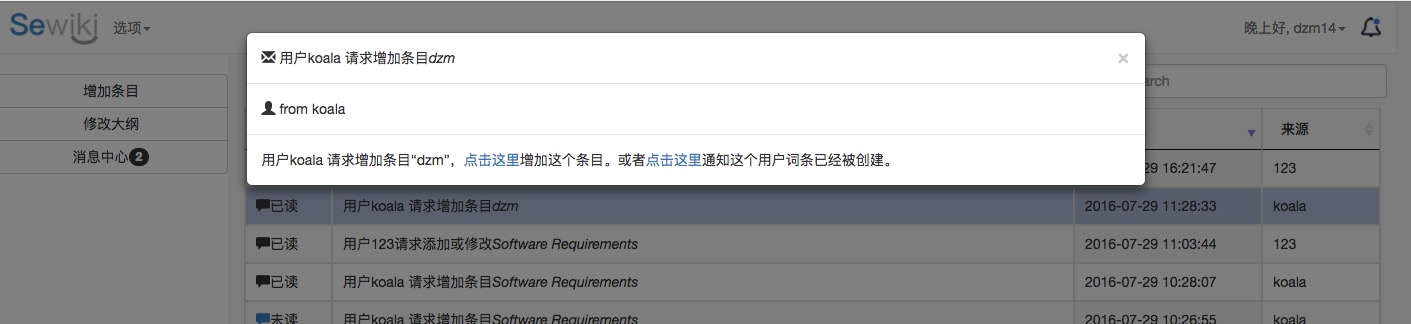 Sewiki 选项 晚上好, dzm14
用户koala 请求增加条目dzm ×
arch
增加条目
from koala
修改大纲
来源
消息中心2
用户koala 请求增加条目“dzm”，点击这里增加这个条目。或者点击这里通知这个用户词条已经被创建。
29 16:21:47 123
已读 用户koala 请求增加条目dzm 2016-07-29 11:28:33 koala
已读 用户123请求添加或修改Software Requirements 2016-07-29 11:03:44 123
已读 用户koala 请求增加条目Software Requirements 2016-07-29 10:28:07 koala
未读 用户koala 请求增加条目Software Requirements 2016-07-29 10:26:55 koala